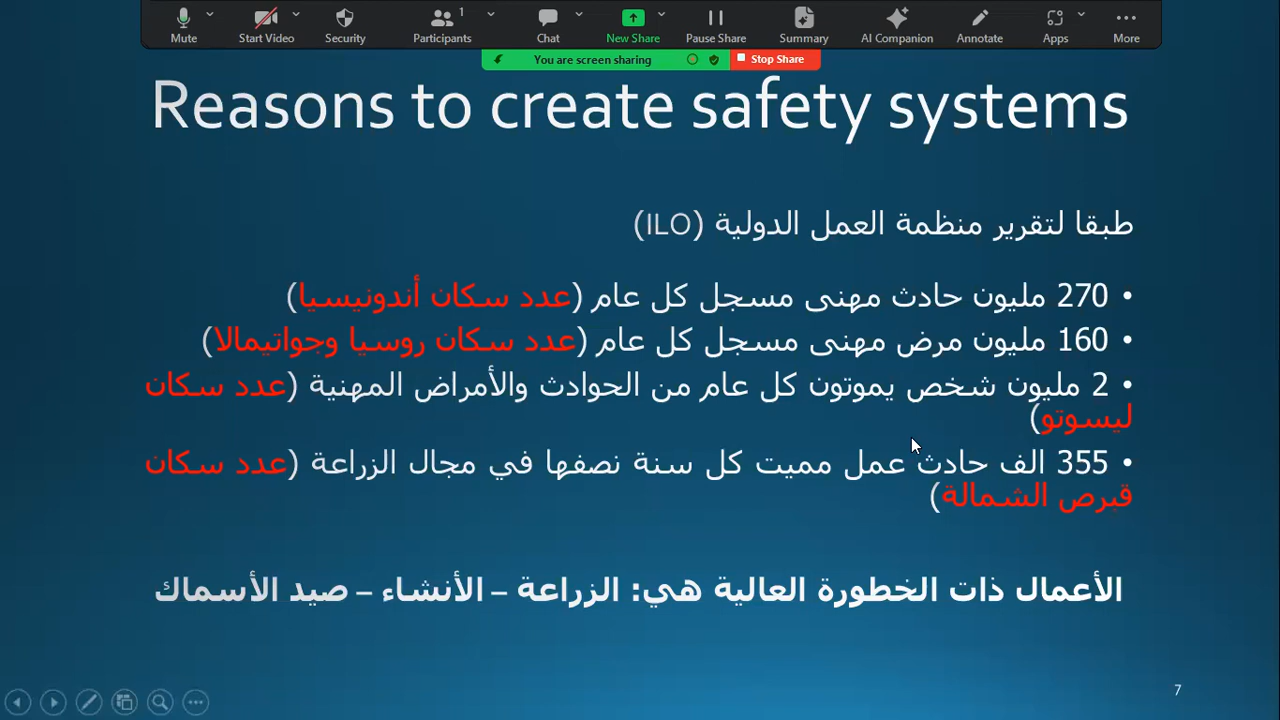 Mute
Start Video
Security
Participants
1
Chat
New Share
Pause Share
Summary
AI Companion
Annotate
Apps
More
You are screen sharing
Stop Share
Reasons to create safety systems
طبقا لتقرير منظمة العمل الدولية (ILO)
• 270 مليون حادث مهنى مسجل كل عام (عدد سكان أندونيسيا)
• 160 مليون مرض مهنى مسجل كل عام (عدد سكان روسيا وجواتيمالا)
• 2 مليون شخص يموتون كل عام من الحوادث والأمراض المهنية (عدد سكان
ليسوتو)
• 355 الف حادث عمل مميت كل سنة نصفها في مجال الزراعة (عدد سكان
قبرص الشمالة)
الأعمال ذات الخطورة العالية هي: الزراعة – الأنشاء – صيد الأسماك
7